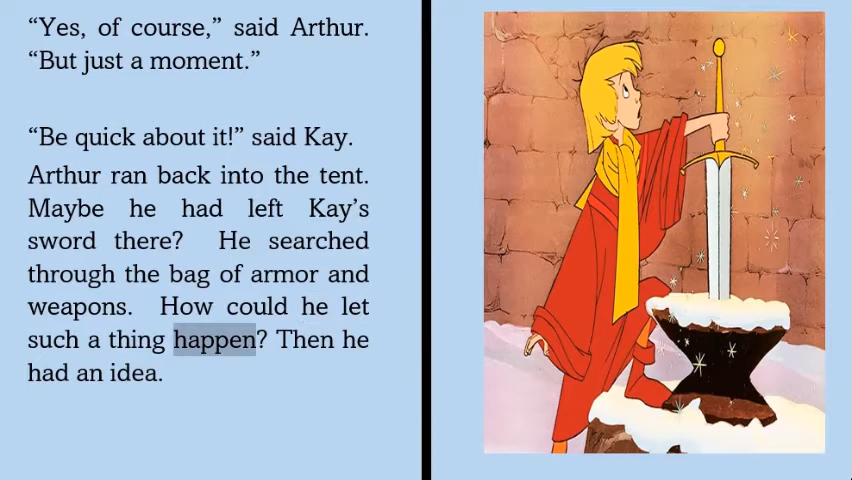 “Yes, of course,” said Arthur.
“But just a moment.”
“Be quick about it!” said Kay.
Arthur ran back into the tent.
Maybe he had left Kay’s
sword there? He searched
through the bag of armor and
weapons. How could he let
such a thing happen? Then he
had an idea.